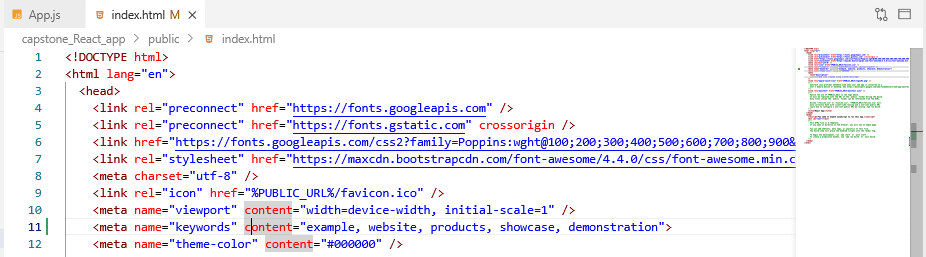 App.js index.html M ×
capstone_React_app > public > index.html
1 <!DOCTYPE html>
2 <html lang="en">
3 <head>
4 <link rel="preconnect" href="https://fonts.googleapis.com" />
5 <link rel="preconnect" href="https://fonts.gstatic.com" crossorigin />
6 <link href="https://fonts.googleapis.com/css2?family=Poppins:wght@100;200;300;400;500;600;700;800;900&
7 <link rel="stylesheet" href="https://maxcdn.bootstrapcdn.com/font-awesome/4.4.0/css/font-awesome.min.c
8 <meta charset="utf-8" />
9 <link rel="icon" href="%PUBLIC_URL%/favicon.ico" />
10 <meta name="viewport" content="width=device-width, initial-scale=1" />
11 <meta name="keywords" content="example, website, products, showcase, demonstration">
12 <meta name="theme-color" content="#000000" />